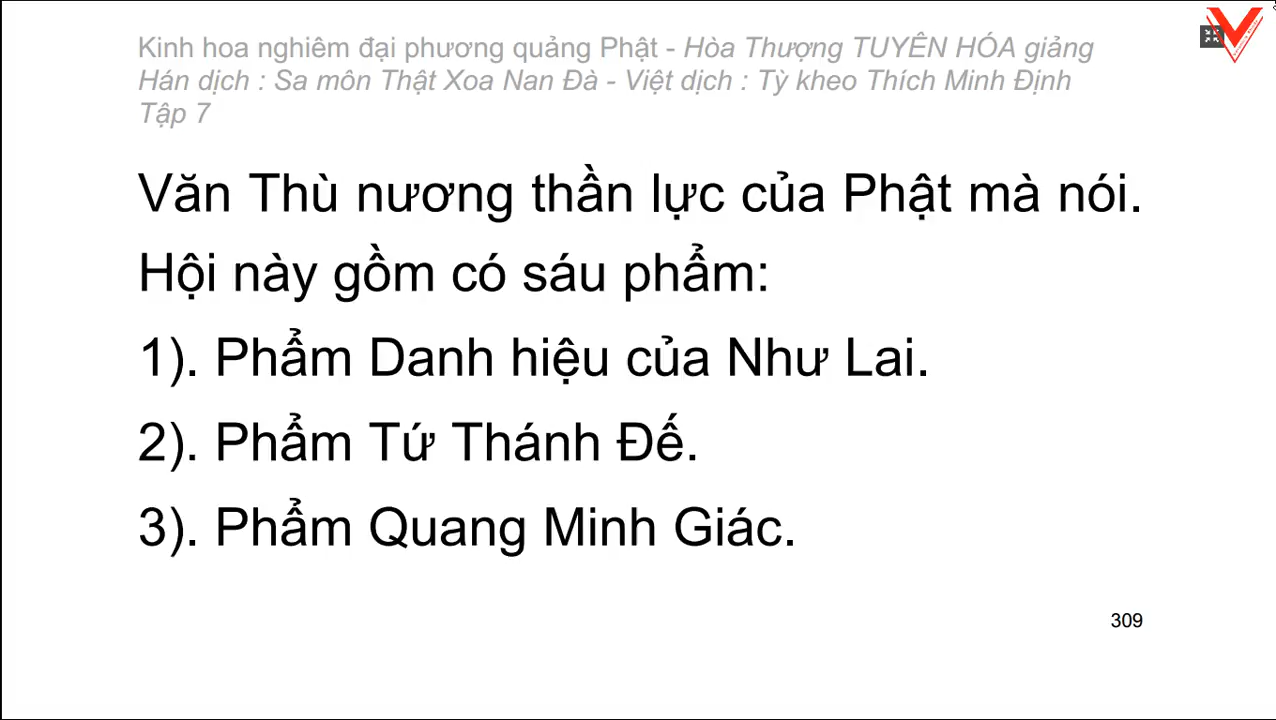 Kinh hoa nghiêm đại phương quảng Phật - Hòa Thượng TUYÊN HÓA giảng
Hán dịch : Sa môn Thật Xoa Nan Đà - Việt dịch : Tỳ kheo Thích Minh Định
Tập 7
Văn Thù nương thần lực của Phật mà nói.
Hội này gồm có sáu phẩm:
1). Phẩm Danh hiệu của Như Lai.
2). Phẩm Tứ Thánh Đế.
3). Phẩm Quang Minh Giác.
309